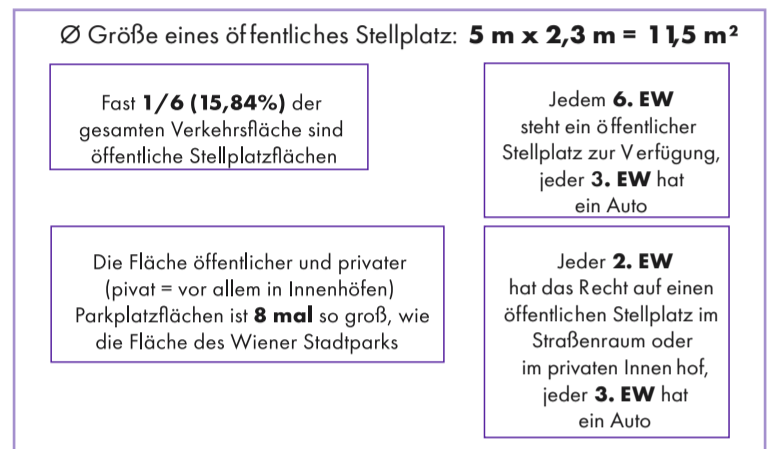 Ø Größe eines öffentliches Stellplatz: 5 m x 2,3 m = 11,5 m²
Fast 1/6 (15,84%) der
gesamten Verkehrsfläche sind
öffentliche Stellplatzflächen
Jedem 6. EW
steht ein öffentlicher
Stellplatz zur Verfügung,
jeder 3. EW hat
ein Auto
Die Fläche öffentlicher und privater
(pivat = vor allem in Innenhöfen)
Parkplatzflächen ist 8 mal so groß, wie
die Fläche des Wiener Stadtparks
Jeder 2. EW
hat das Recht auf einen
öffentlichen Stellplatz im
Straßenraum oder
im privaten Innen hof,
jeder 3. EW hat
ein Auto